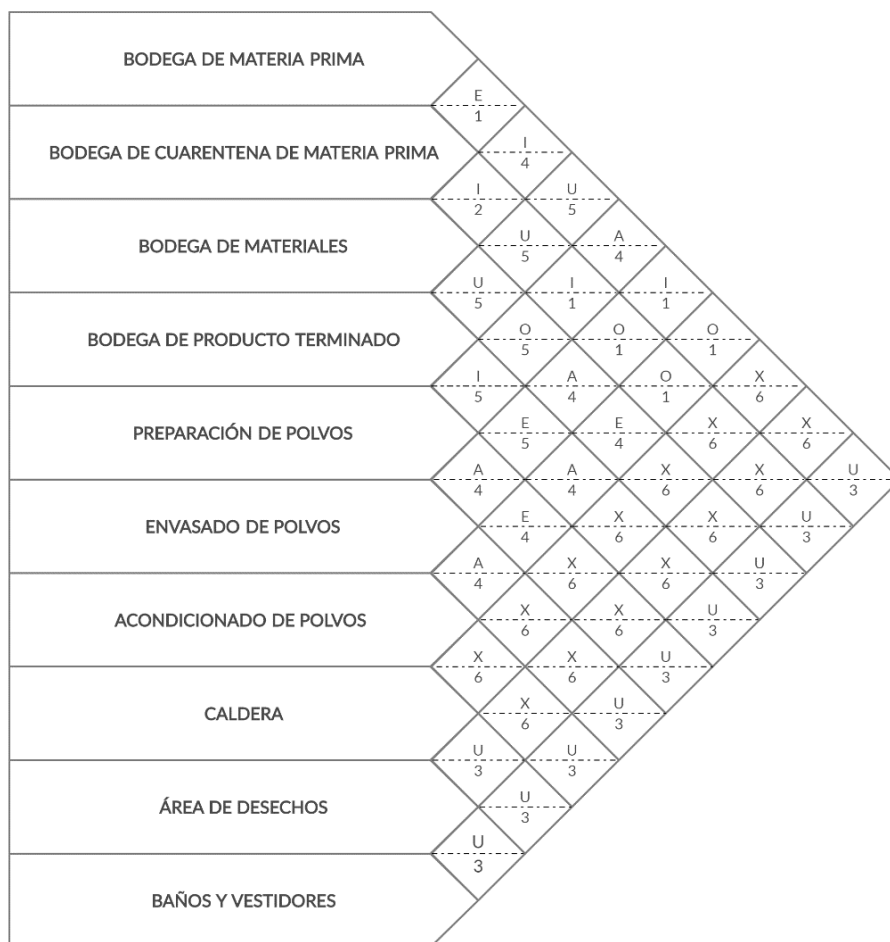 BODEGA DE MATERIA PRIMA
E
1
BODEGA DE CUARENTENA DE MATERIA PRIMA
I
4
I U
2 5
BODEGA DE MATERIALES
U A
5 4
U I I
5 1 1
BODEGA DE PRODUCTO TERMINADO
O O O
5 1 1
I A O X
5 4 1 6
PREPARACIÓN DE POLVOS
E E X X
5 4 6 6
A A X X U
4 4 6 6 3
ENVASADO DE POLVOS
E X X U
4 6 6 3
A X X U
4 6 6 3
ACONDICIONADO DE POLVOS
X X U
6 6 3
X X U
6 6 3
CALDERA
X U
6 3
U U
3 3
ÁREA DE DESECHOS
U
3
U
3
BAÑOS Y VESTIDORES